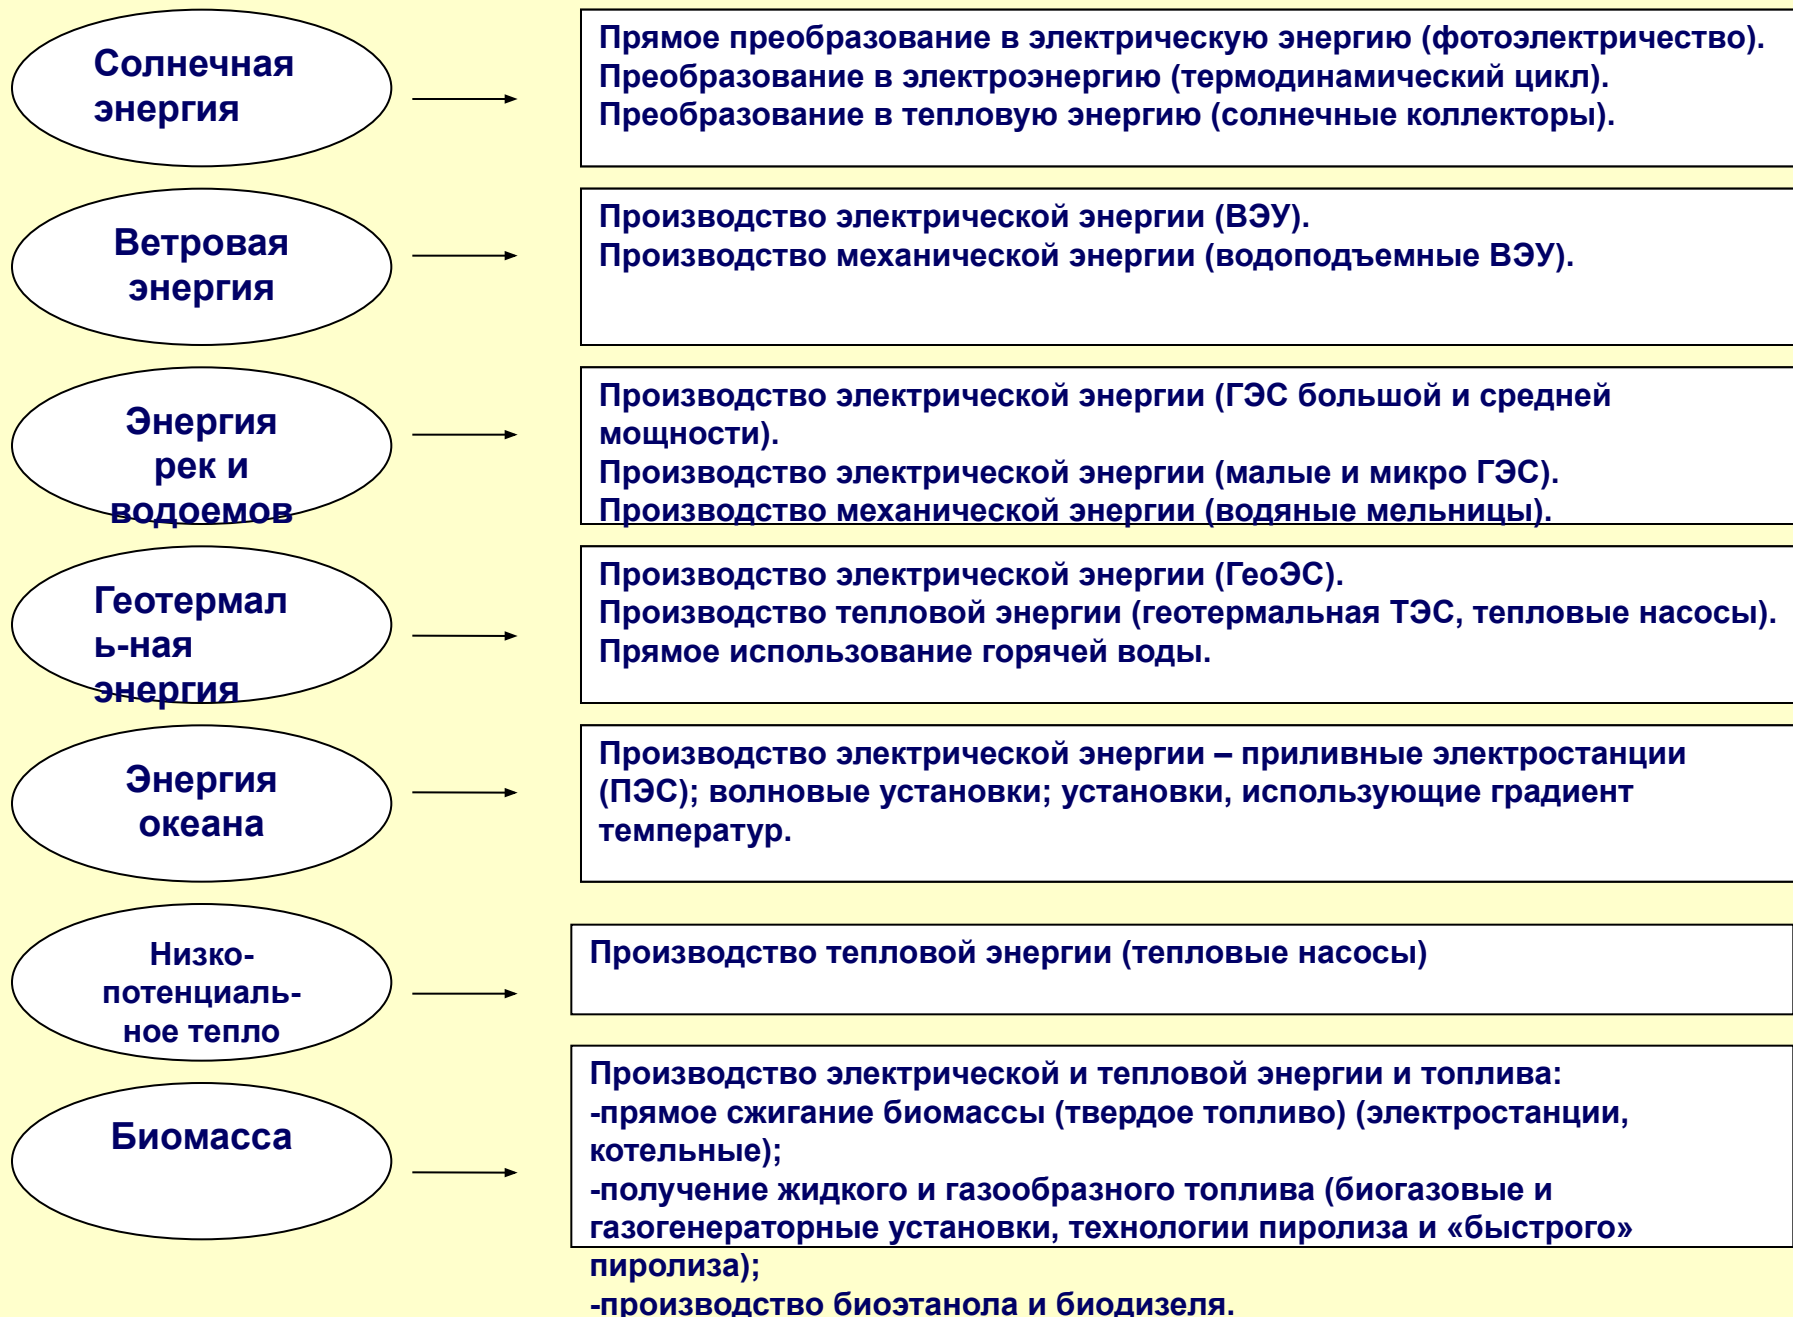 Солнечная
энергия
Прямое преобразование в электрическую энергию (фотоэлектричество).
Преобразование в электроэнергию (термодинамический цикл).
Преобразование в тепловую энергию (солнечные коллекторы).
Ветровая
энергия
Производство электрической энергии (ВЭУ).
Производство механической энергии (водоподъемные ВЭУ).
Энергия
рек и
водоемов
Производство электрической энергии (ГЭС большой и средней
мощности).
Производство электрической энергии (малые и микро ГЭС).
Производство механической энергии (водяные мельницы).
Геотермал
ь-ная
энергия
Производство электрической энергии (ГеоЭС).
Производство тепловой энергии (геотермальная ТЭС, тепловые насосы).
Прямое использование горячей воды.
Энергия
океана
Производство электрической энергии – приливные электростанции
(ПЭС); волновые установки; установки, использующие градиент
температур.
Низко-
потенциаль-
ное тепло
Производство тепловой энергии (тепловые насосы)
Биомасса
Производство электрической и тепловой энергии и топлива:
-прямое сжигание биомассы (твердое топливо) (электростанции,
котельные);
-получение жидкого и газообразного топлива (биогазовые и
газогенераторные установки, технологии пиролиза и «быстрого»
пиролиза);
-производство биоэтанола и биодизеля.